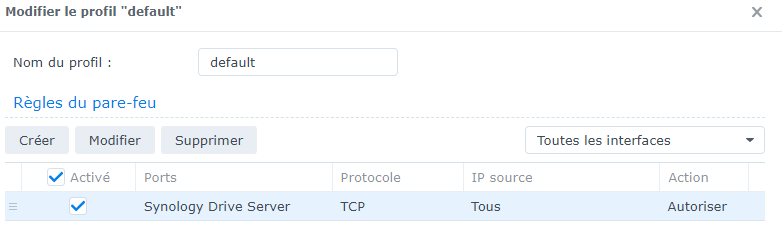 Modifier le profil "default"
Nom du profil : default
Règles du pare-feu
Créer Modifier Supprimer Toutes les interfaces
Activé Ports Protocole IP source Action
Synology Drive Server TCP Tous Autoriser